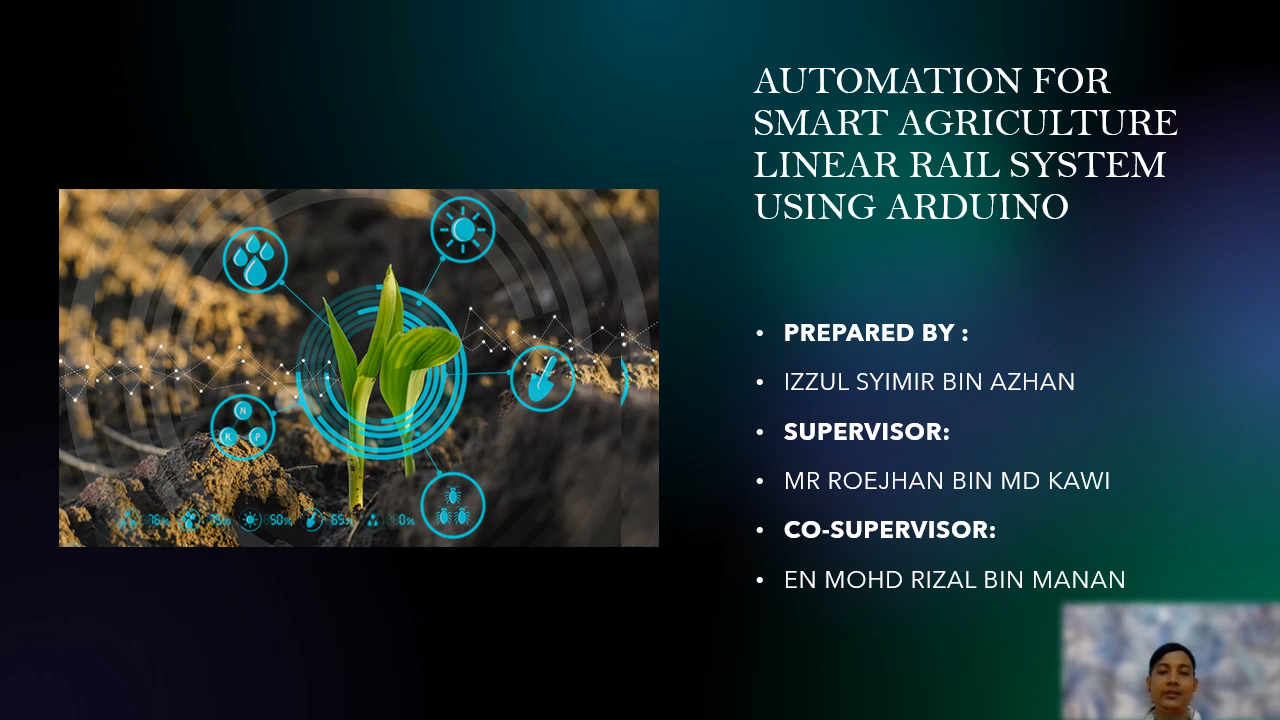 AUTOMATION FOR
SMART AGRICULTURE
LINEAR RAIL SYSTEM
USING ARDUINO
• PREPARED BY :
• IZZUL SYIMIR BIN AZHAN
• SUPERVISOR:
• MR ROEJHAN BIN MD KAWI
• CO-SUPERVISOR:
• EN MOHD RIZAL BIN MANAN
N
K P